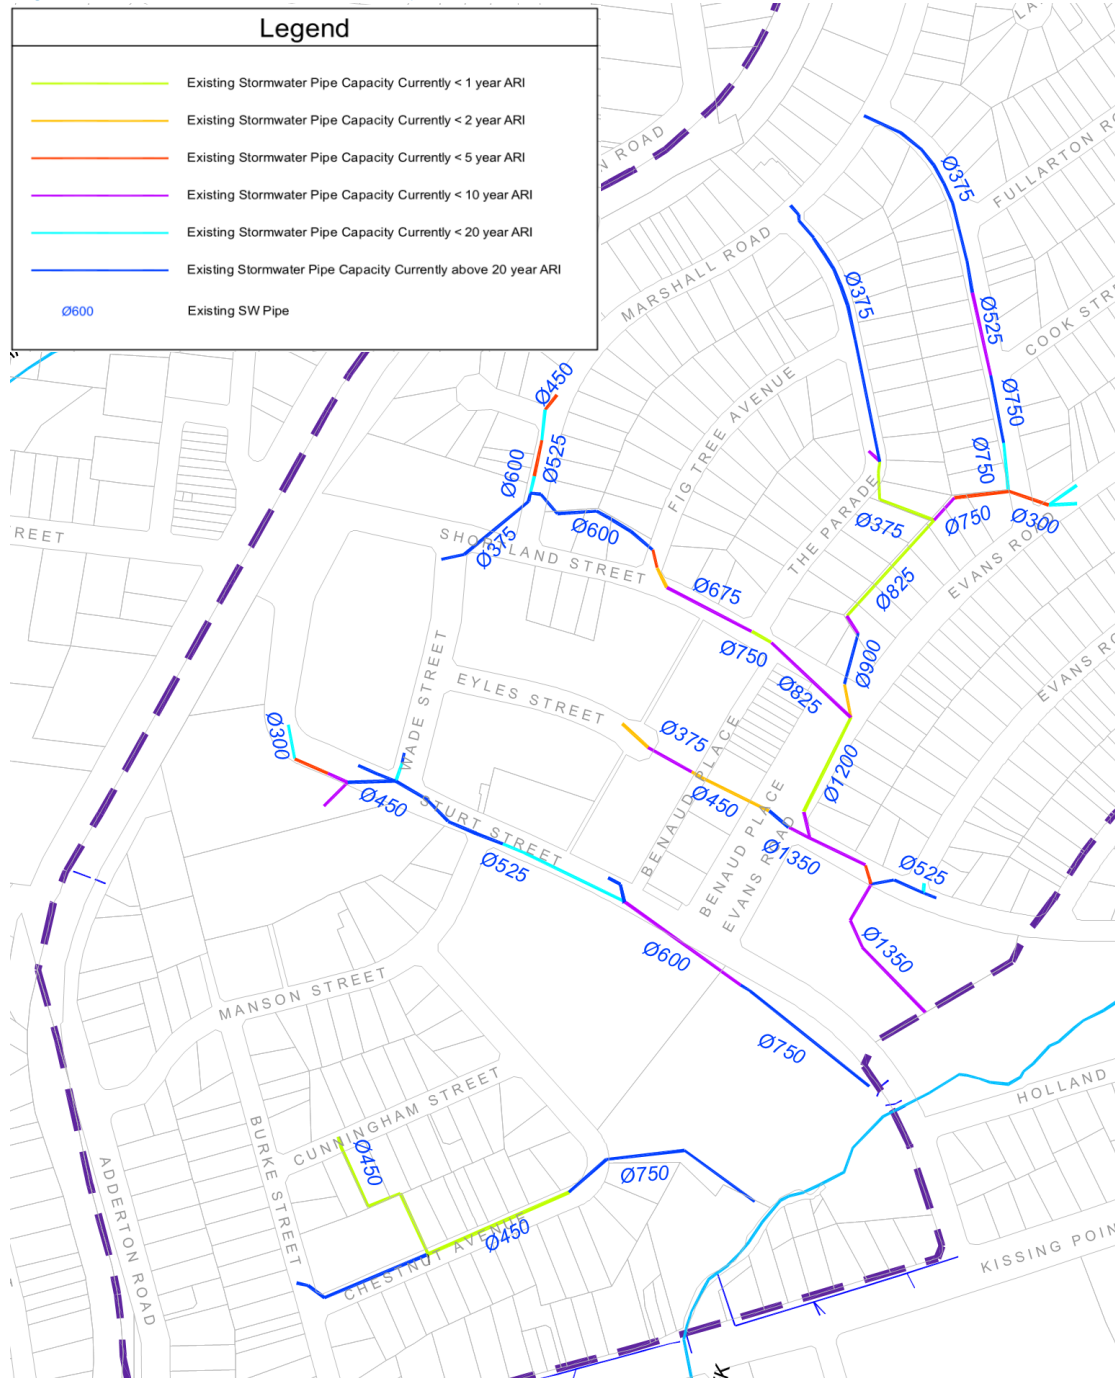 Legend
Existing Stormwater Pipe Capacity Currently < 1 year ARI
Existing Stormwater Pipe Capacity Currently < 2 year ARI
Existing Stormwater Pipe Capacity Currently < 5 year ARI
Existing Stormwater Pipe Capacity Currently < 10 year ARI
Existing Stormwater Pipe Capacity Currently < 20 year ARI
Existing Stormwater Pipe Capacity Currently above 20 year ARI
Ø600 Existing SW Pipe
LA
N ROAD
Ø375
FULLARTON RO
MARSHALL ROAD
Ø375
Ø525
COOK STR
Ø450
FIG TREE AVENUE
Ø750
Ø600
Ø525
Ø750
THE PARADE
Ø375
Ø750
Ø300
REET
SHORTLAND STREET
Ø375
Ø600
EVANS ROAD
Ø675
Ø825
Ø750
Ø900
EVANS RO
WADE STREET
EYLES STREET
Ø825
Ø300
Ø375
BENAUD PLACE
Ø1200
Ø450
Ø450
BENAUD PLACE
STURT STREET
EVANS ROAD
Ø1350
Ø525
Ø525
Ø600
Ø1350
MANSON STREET
Ø750
CUNNINGHAM STREET
HOLLAND
BURKE STREET
Ø450
Ø750
ADDERTON ROAD
Ø450
CHESTNUT AVENUE
KISSING POIN
K